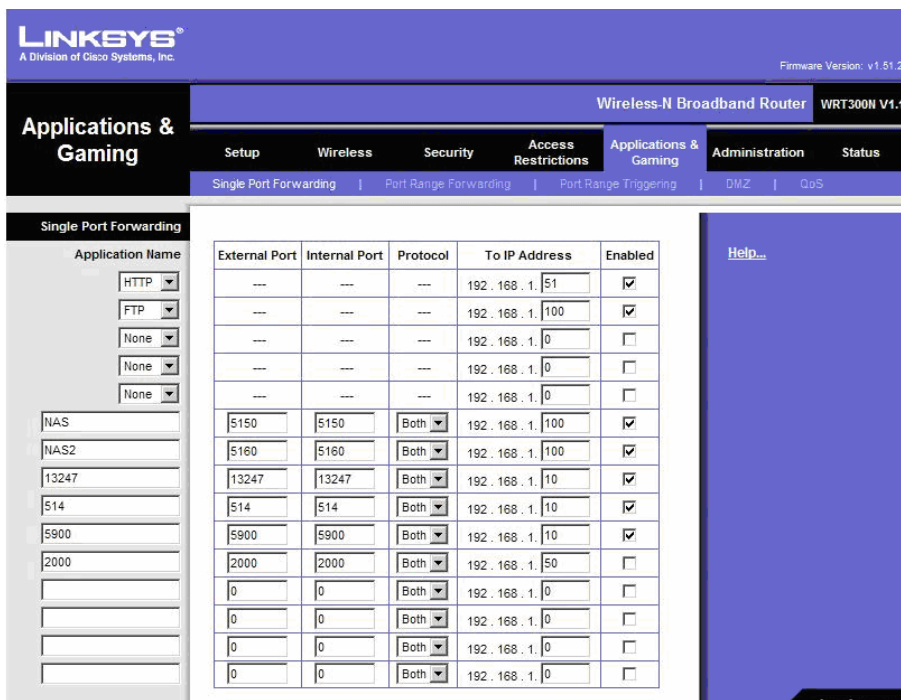 LINKSYS®
A Division of Cisco Systems, Inc.
Firmware Version: v1.51.2
Wireless-N Broadband Router WRT300N V1.1
Applications & Gaming
Setup Wireless Security Access Restrictions Applications & Gaming Administration Status
Single Port Forwarding | Port Range Forwarding | Port Range Triggering | DMZ | QoS
Single Port Forwarding
Application Name External Port Internal Port Protocol To IP Address Enabled
Help...
HTTP --- --- --- 192 . 168 . 1. 51
FTP --- --- --- 192 . 168 . 1. 100
None --- --- --- 192 . 168 . 1. 0
None --- --- --- 192 . 168 . 1. 0
None --- --- --- 192 . 168 . 1. 0
NAS 5150 5150 Both 192 . 168 . 1. 100
NAS2 5160 5160 Both 192 . 168 . 1. 100
13247 13247 13247 Both 192 . 168 . 1. 10
514 514 514 Both 192 . 168 . 1. 10
5900 5900 5900 Both 192 . 168 . 1. 10
2000 2000 2000 Both 192 . 168 . 1. 50
0 0 Both 192 . 168 . 1. 0
0 0 Both 192 . 168 . 1. 0
0 0 Both 192 . 168 . 1. 0
0 0 Both 192 . 168 . 1. 0